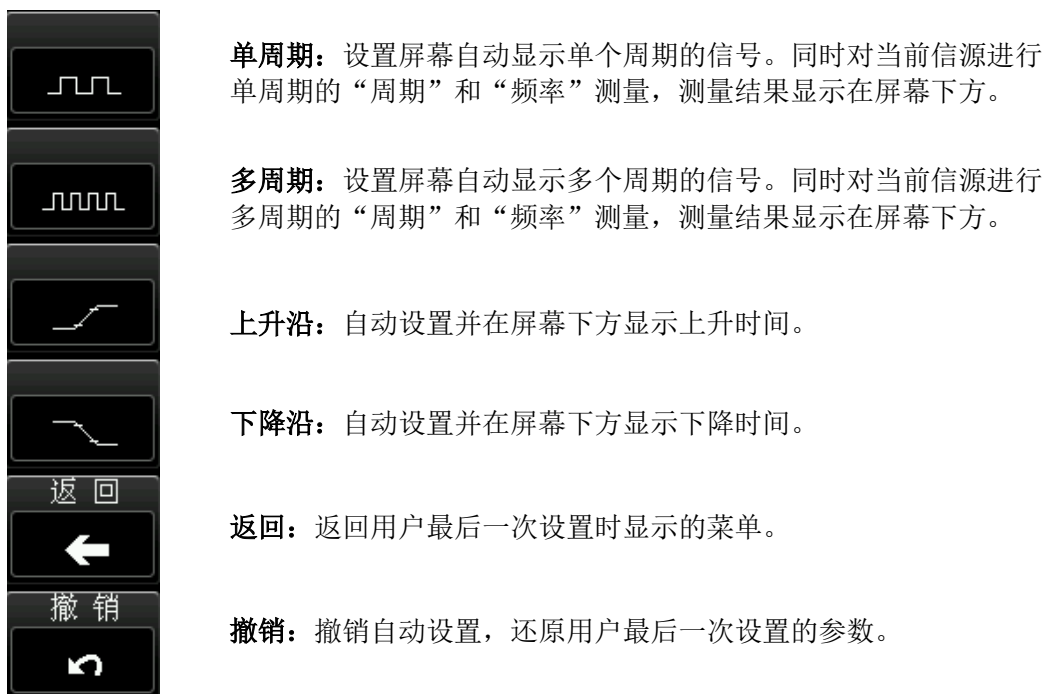 单周期：设置屏幕自动显示单个周期的信号。同时对当前信源进行
单周期的“周期”和“频率”测量，测量结果显示在屏幕下方。
多周期：设置屏幕自动显示多个周期的信号。同时对当前信源进行
多周期的“周期”和“频率”测量，测量结果显示在屏幕下方。
上升沿：自动设置并在屏幕下方显示上升时间。
下降沿：自动设置并在屏幕下方显示下降时间。
返回
返回：返回用户最后一次设置时显示的菜单。
撤销
撤销：撤销自动设置，还原用户最后一次设置的参数。